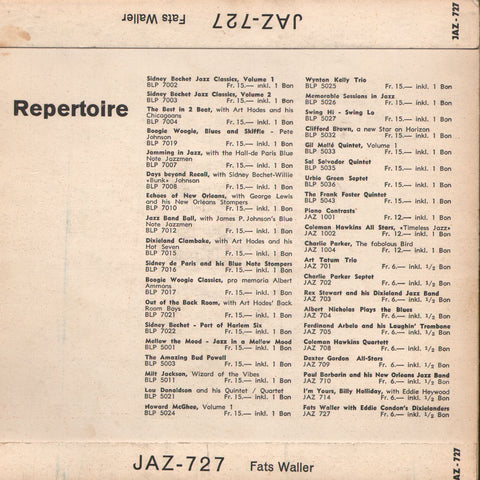 JAZ-727 Fats Waller
JAZ - 727
Repertoire
Sidney Bechet Jazz Classics, Volume 1
BLP 7002 Fr. 15.— inkl. 1 Bon
Sidney Bechet Jazz Classics, Volume 2
BLP 7003 Fr. 15.— inkl. 1 Bon
The Best in 2 Beat, with Art Hodes and his
Chicagoans
BLP 7004 Fr. 15.— inkl. 1 Bon
Boogie Woogie, Blues and Skiffle - Pete
Johnson
BLP 7019 Fr. 15.— inkl. 1 Bon
Jamming in Jazz, with the Hall-de Paris Blue
Note Jazzmen
BLP 7007 Fr. 15.— inkl. 1 Bon
Days beyond Recall, with Sidney Bechet-Willie
«Bunk» Johnson
BLP 7008 Fr. 15.— inkl. 1 Bon
Echoes of New Orleans, with George Lewis
and his New Orleans Stompers
BLP 7010 Fr. 15.— inkl. 1 Bon
Jazz Band Ball, with James P. Johnson's Blue
Note Jazzmen
BLP 7012 Fr. 15.— inkl. 1 Bon
Dixieland Clambake, with Art Hodes and his
Hot Seven
BLP 7015 Fr. 15.— inkl. 1 Bon
Sidney de Paris and his Blue Note Stompers
BLP 7016 Fr. 15.— inkl. 1 Bon
Boogie Woogie Classics, pro memoria Albert
Ammons
BLP 7017 Fr. 15.— inkl. 1 Bon
Out of the Back Room, with Art Hodes' Back
Room Boys
BLP 7021 Fr. 15.— inkl. 1 Bon
Sidney Bechet - Port of Harlem Six
BLP 7022 Fr. 15.— inkl. 1 Bon
Mellow the Mood - Jazz in a Mellow Mood
BLP 5001 Fr. 15.— inkl. 1 Bon
The Amazing Bud Powell
BLP 5003 Fr. 15.— inkl. 1 Bon
Milt Jackson, Wizard of the Vibes
BLP 5011 Fr. 15.— inkl. 1 Bon
Lou Donaldson and his Quintet / Quartet
BLP 5021 Fr. 15.— inkl. 1 Bon
Howard McGhee, Volume 1
BLP 5024 Fr. 15.— inkl. 1 Bon
Wynton Kelly Trio
BLP 5025 Fr. 15.— inkl. 1 Bon
Memorable Sessions in Jazz
BLP 5026 Fr. 15.— inkl. 1 Bon
Swing Hi - Swing Lo
BLP 5027 Fr. 15.— inkl. 1 Bon
Clifford Brown, a new Star on Horizon
BLP 5032 Fr. 15.— inkl. 1 Bon
Gil Mellé Quintet, Volume 1
BLP 5033 Fr. 15.— inkl. 1 Bon
Sal Salvador Quintet
BLP 5035 Fr. 15.— inkl. 1 Bon
Urbie Green Septet
BLP 5036 Fr. 15.— inkl. 1 Bon
The Frank Foster Quintet
BLP 5043 Fr. 15.— inkl. 1 Bon
Piano Contrasts
JAZ 1001 Fr. 12.— inkl. 1 Bon
Coleman Hawkins All Stars, «Timeless Jazz»
JAZ 1002 Fr. 12.— inkl. 1 Bon
Charlie Parker, The fabolous Bird
JAZ 1004 Fr. 12.— inkl. 1 Bon
Art Tatum Trio
JAZ 701 Fr. 6.— inkl. 1/2 Bon
Charlie Parker Septet
JAZ 702 Fr. 6.— inkl. 1/2 Bon
Rex Stewart and his Dixieland Jazz Band
JAZ 703 Fr. 6.— inkl. 1/2 Bon
Albert Nicholas Plays the Blues
JAZ 704 Fr. 6.— inkl. 1/2 Bon
Ferdinand Arbelo and his Laughin' Trombone
JAZ 705 Fr. 6.— inkl. 1/2 Bon
Coleman Hawkins Quartett
JAZ 708 Fr. 6.— inkl. 1/2 Bon
Dexter Gordon All-Stars
JAZ 709 Fr. 6.— inkl. 1/2 Bon
Paul Barbarin and his New Orleans Jazz Band
JAZ 710 Fr. 6.— inkl. 1/2 Bon
I'm Yours, Billy Holliday, with Eddie Heywood
JAZ 714 Fr. 6.— inkl. 1/2 Bon
Fats Waller with Eddie Condon's Dixielanders
JAZ 727 Fr. 6.— inkl. 1/2 Bon
JAZ-727 Fats Waller
AZ - 727